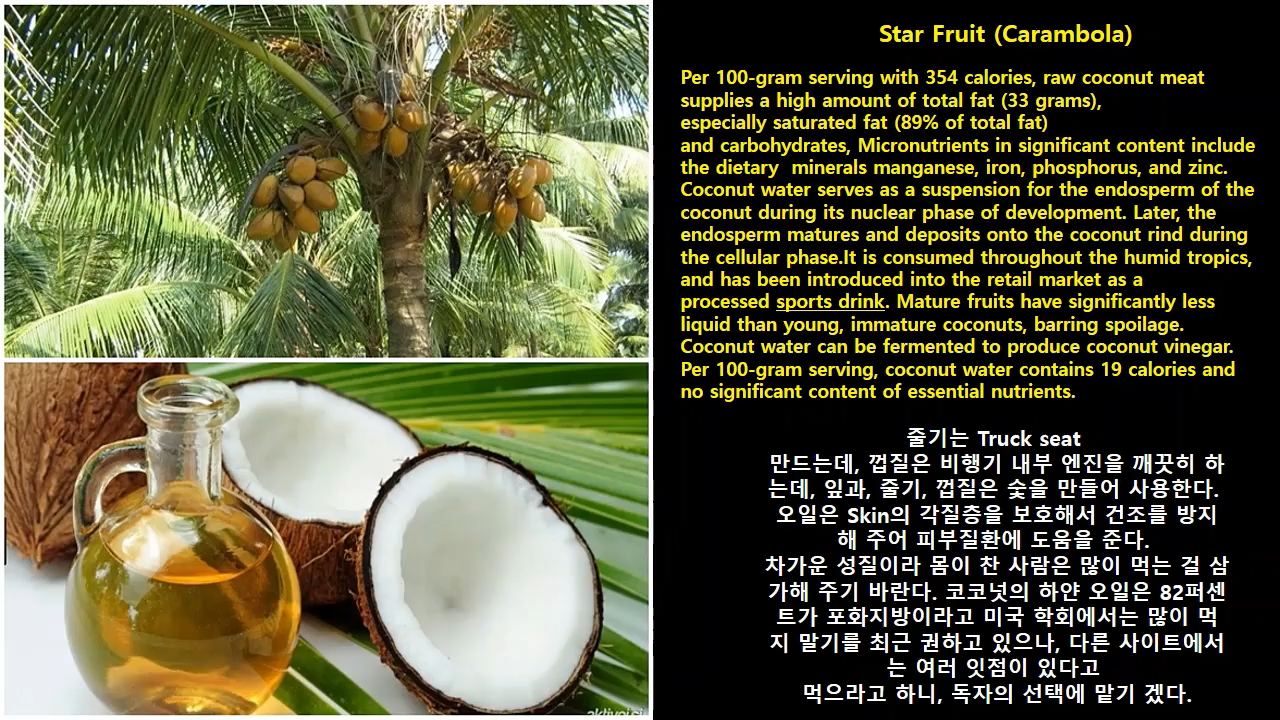 Star Fruit (Carambola)
Per 100-gram serving with 354 calories, raw coconut meat
supplies a high amount of total fat (33 grams),
especially saturated fat (89% of total fat)
and carbohydrates, Micronutrients in significant content include
the dietary  minerals manganese, iron, phosphorus, and zinc.
Coconut water serves as a suspension for the endosperm of the
coconut during its nuclear phase of development. Later, the
endosperm matures and deposits onto the coconut rind during
the cellular phase.It is consumed throughout the humid tropics,
and has been introduced into the retail market as a
processed sports drink. Mature fruits have significantly less
liquid than young, immature coconuts, barring spoilage.
Coconut water can be fermented to produce coconut vinegar.
Per 100-gram serving, coconut water contains 19 calories and
no significant content of essential nutrients.
줄기는 Truck seat
만드는데, 껍질은 비행기 내부 엔진을 깨끗히 하
는데, 잎과, 줄기, 껍질은 숯을 만들어 사용한다.
오일은 Skin의 각질층을 보호해서 건조를 방지
해 주어 피부질환에 도움을 준다.
차가운 성질이라 몸이 찬 사람은 많이 먹는 걸 삼
가해 주기 바란다. 코코넛의 하얀 오일은 82퍼센
트가 포화지방이라고 미국 학회에서는 많이 먹
지 말기를 최근 권하고 있으나, 다른 사이트에서
는 여러 잇점이 있다고
먹으라고 하니, 독자의 선택에 맡기 겠다.